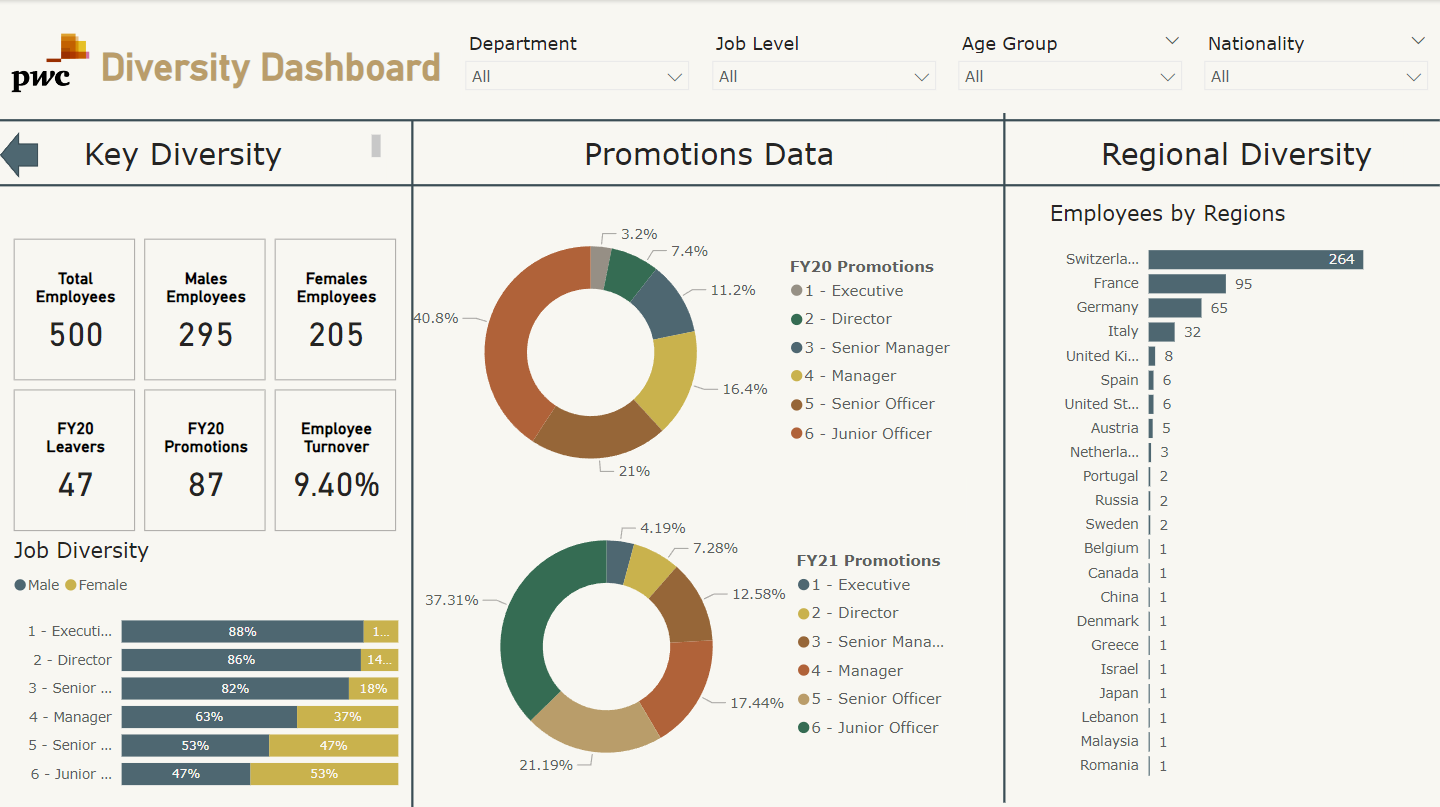 pwc
Diversity Dashboard
Department
All
Job Level
All
Age Group
All
Nationality
All
Key Diversity
Total
Employees
500
Males
Employees
295
Females
Employees
205
FY20
Leavers
47
FY20
Promotions
87
Employee
Turnover
9.40%
Job Diversity
Male Female
1 - Executi... 88% 1...
2 - Director 86% 14...
3 - Senior ... 82% 18%
4 - Manager 63% 37%
5 - Senior ... 53% 47%
6 - Junior ... 47% 53%
Promotions Data
3.2%
7.4%
11.2%
16.4%
21%
40.8%
FY20 Promotions
1 - Executive
2 - Director
3 - Senior Manager
4 - Manager
5 - Senior Officer
6 - Junior Officer
4.19%
7.28%
12.58%
17.44%
21.19%
37.31%
FY21 Promotions
1 - Executive
2 - Director
3 - Senior Mana...
4 - Manager
5 - Senior Officer
6 - Junior Officer
Regional Diversity
Employees by Regions
Switzerla... 264
France 95
Germany 65
Italy 32
United Ki... 8
Spain 6
United St... 6
Austria 5
Netherla... 3
Portugal 2
Russia 2
Sweden 2
Belgium 1
Canada 1
China 1
Denmark 1
Greece 1
Israel 1
Japan 1
Lebanon 1
Malaysia 1
Romania 1